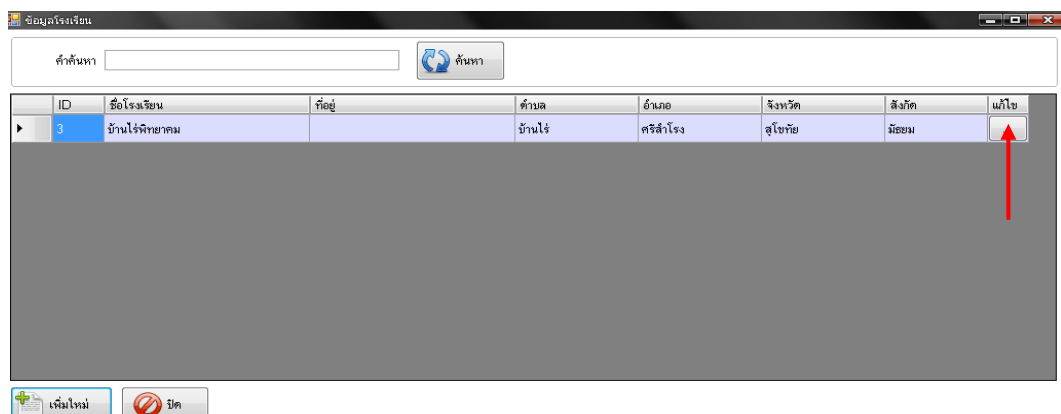 ข้อมูลโรงเรียน
คำค้นหา ค้นหา
ID ชื่อโรงเรียน ที่อยู่ ตำบล อำเภอ จังหวัด สังกัด แก้ไข
3 บ้านไร่พิทยาคม บ้านไร่ ศรีสำโรง สุโขทัย มัธยม
เพิ่มใหม่ ปิด